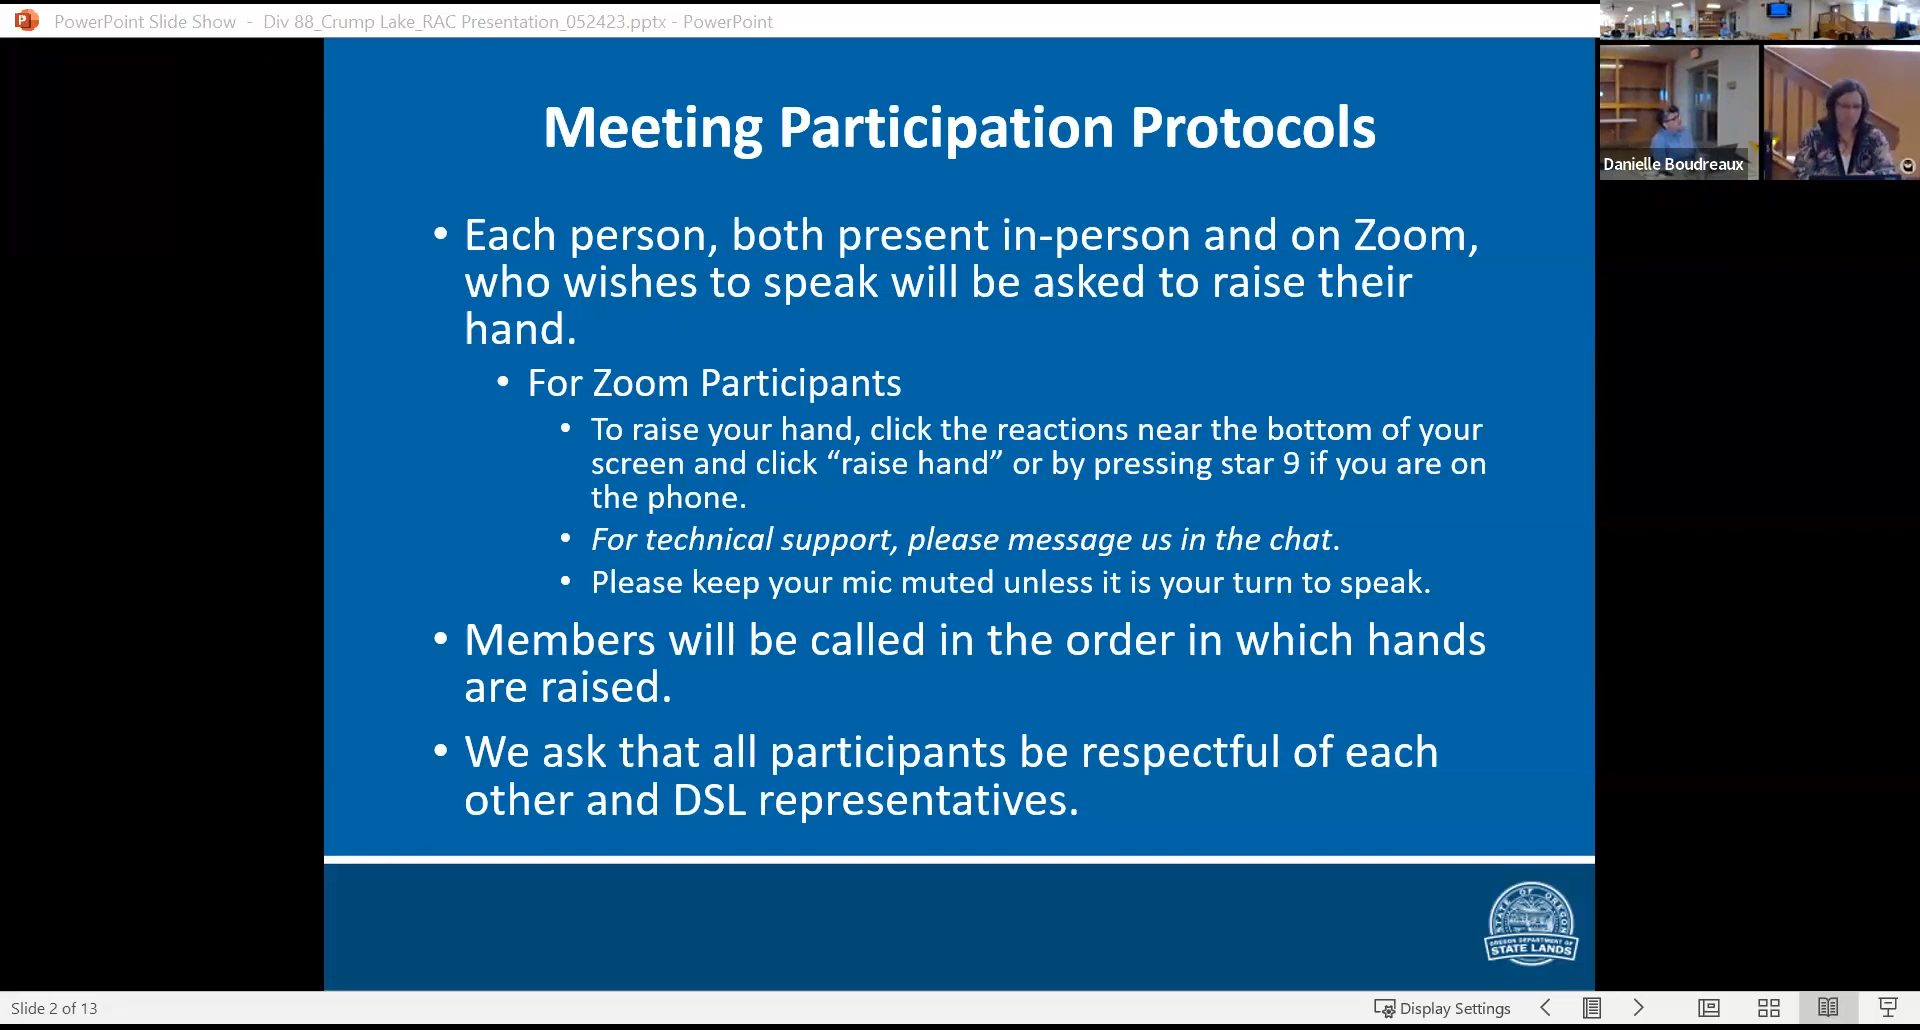 PowerPoint Slide Show - Div 88_Crump Lake_RAC Presentation_052423.pptx - PowerPoint
Danielle Boudreaux
Meeting Participation Protocols
• Each person, both present in-person and on Zoom,
who wishes to speak will be asked to raise their
hand.
• For Zoom Participants
• To raise your hand, click the reactions near the bottom of your
screen and click “raise hand” or by pressing star 9 if you are on
the phone.
• For technical support, please message us in the chat.
• Please keep your mic muted unless it is your turn to speak.
• Members will be called in the order in which hands
are raised.
• We ask that all participants be respectful of each
other and DSL representatives.
STATE OF OREGON
OREGON DEPARTMENT OF
STATE LANDS
Slide 2 of 13
Display Settings